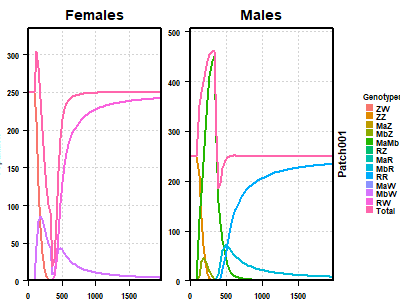 Females
Males
300
250
200
150
100
50
0
0
500
1000
1500
500
400
300
200
100
0
0
500
1000
1500
Patch001
Genotypes
ZW
ZZ
MaZ
MbZ
MaMb
RZ
MaR
MbR
RR
MaW
MbW
RW
Total